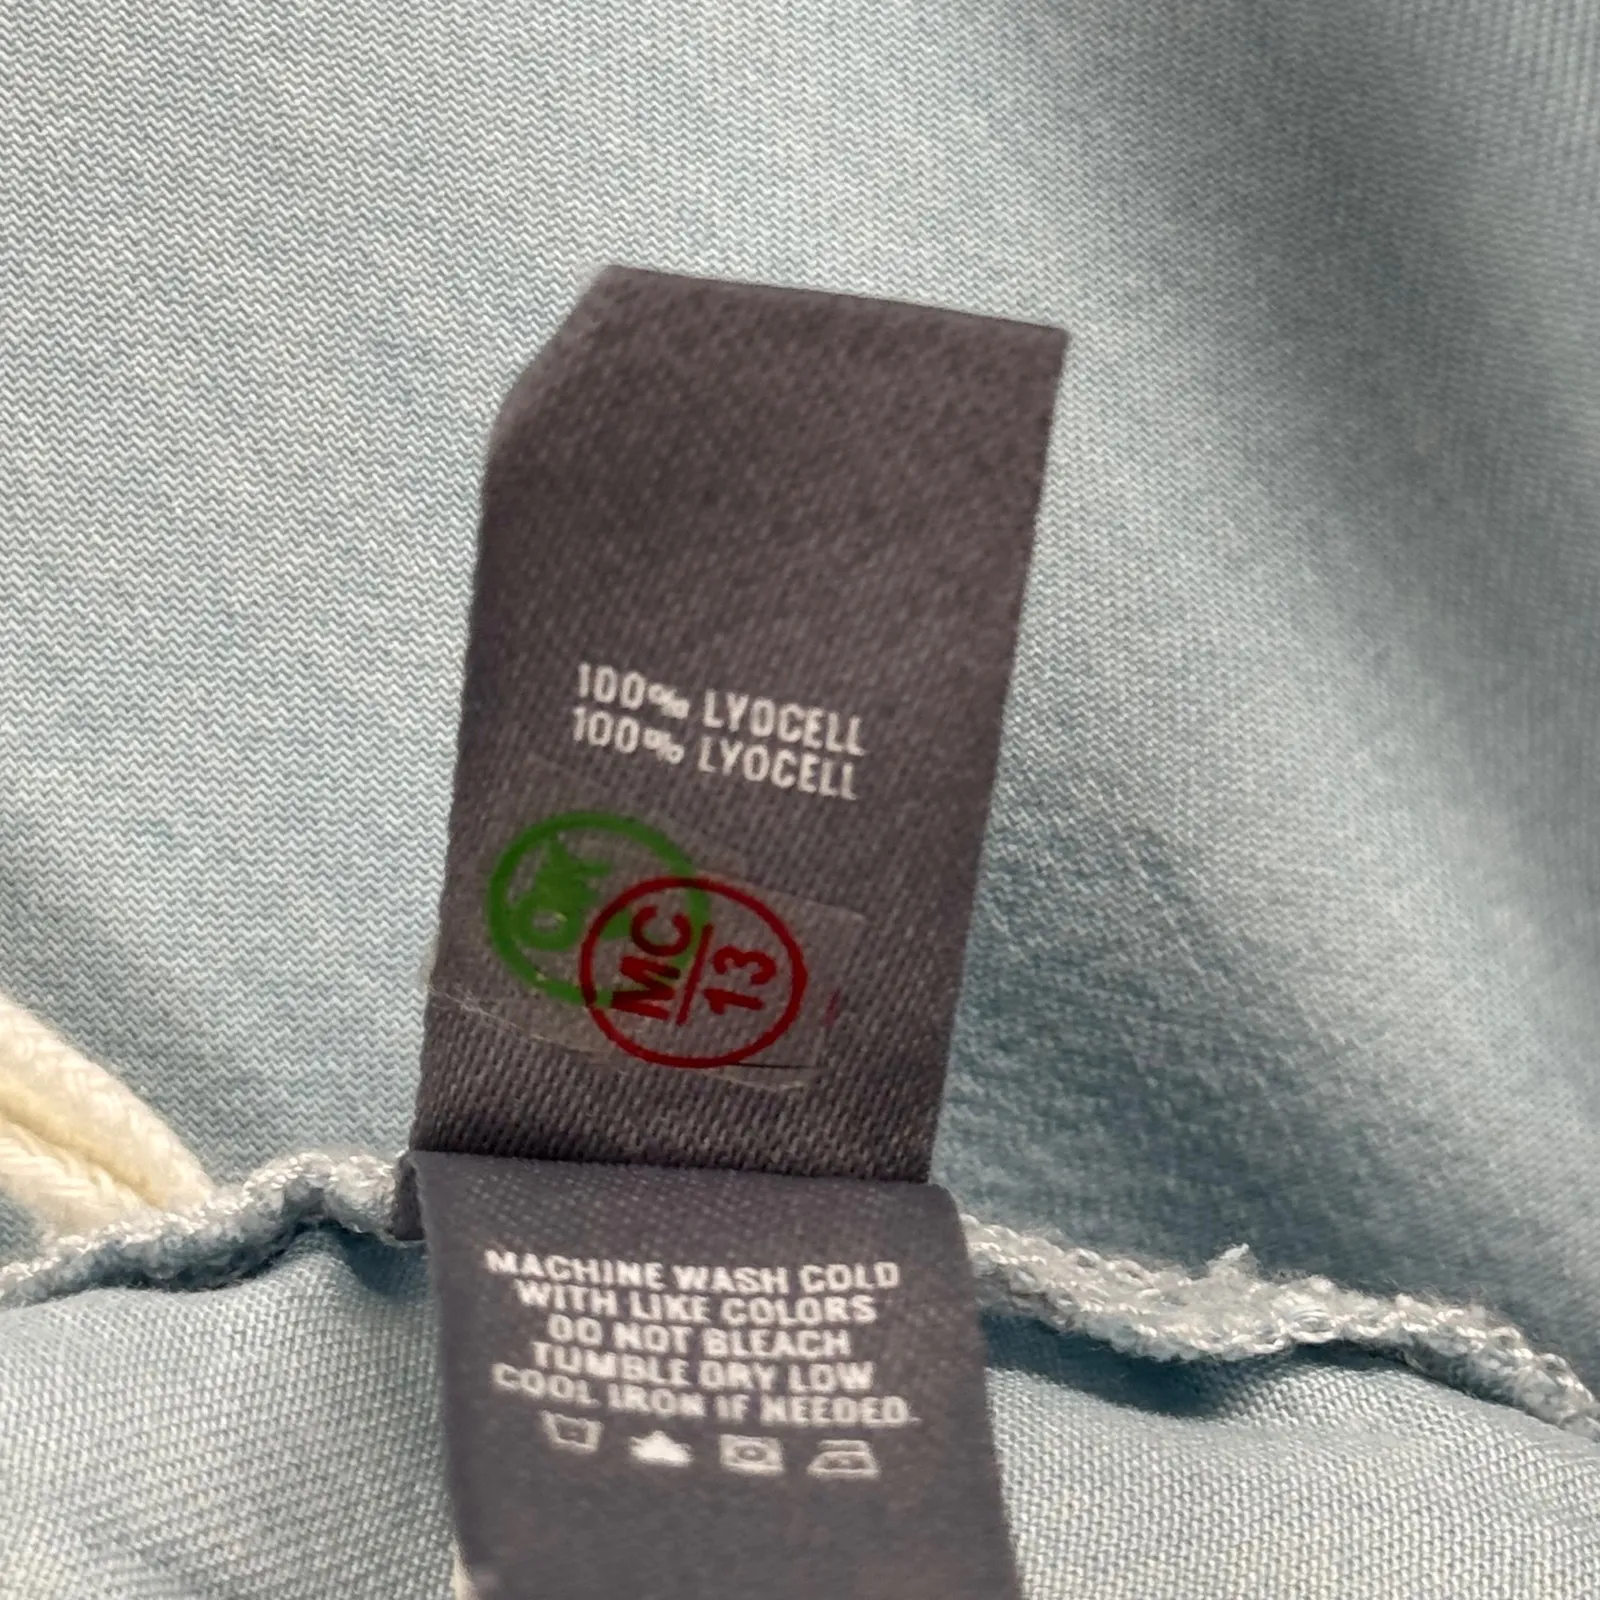 100% LYOCELL
100% LYOCELL
OK
MC
13
MACHINE WASH COLD
WITH LIKE COLORS
DO NOT BLEACH
TUMBLE DRY LOW
COOL IRON IF NEEDED.